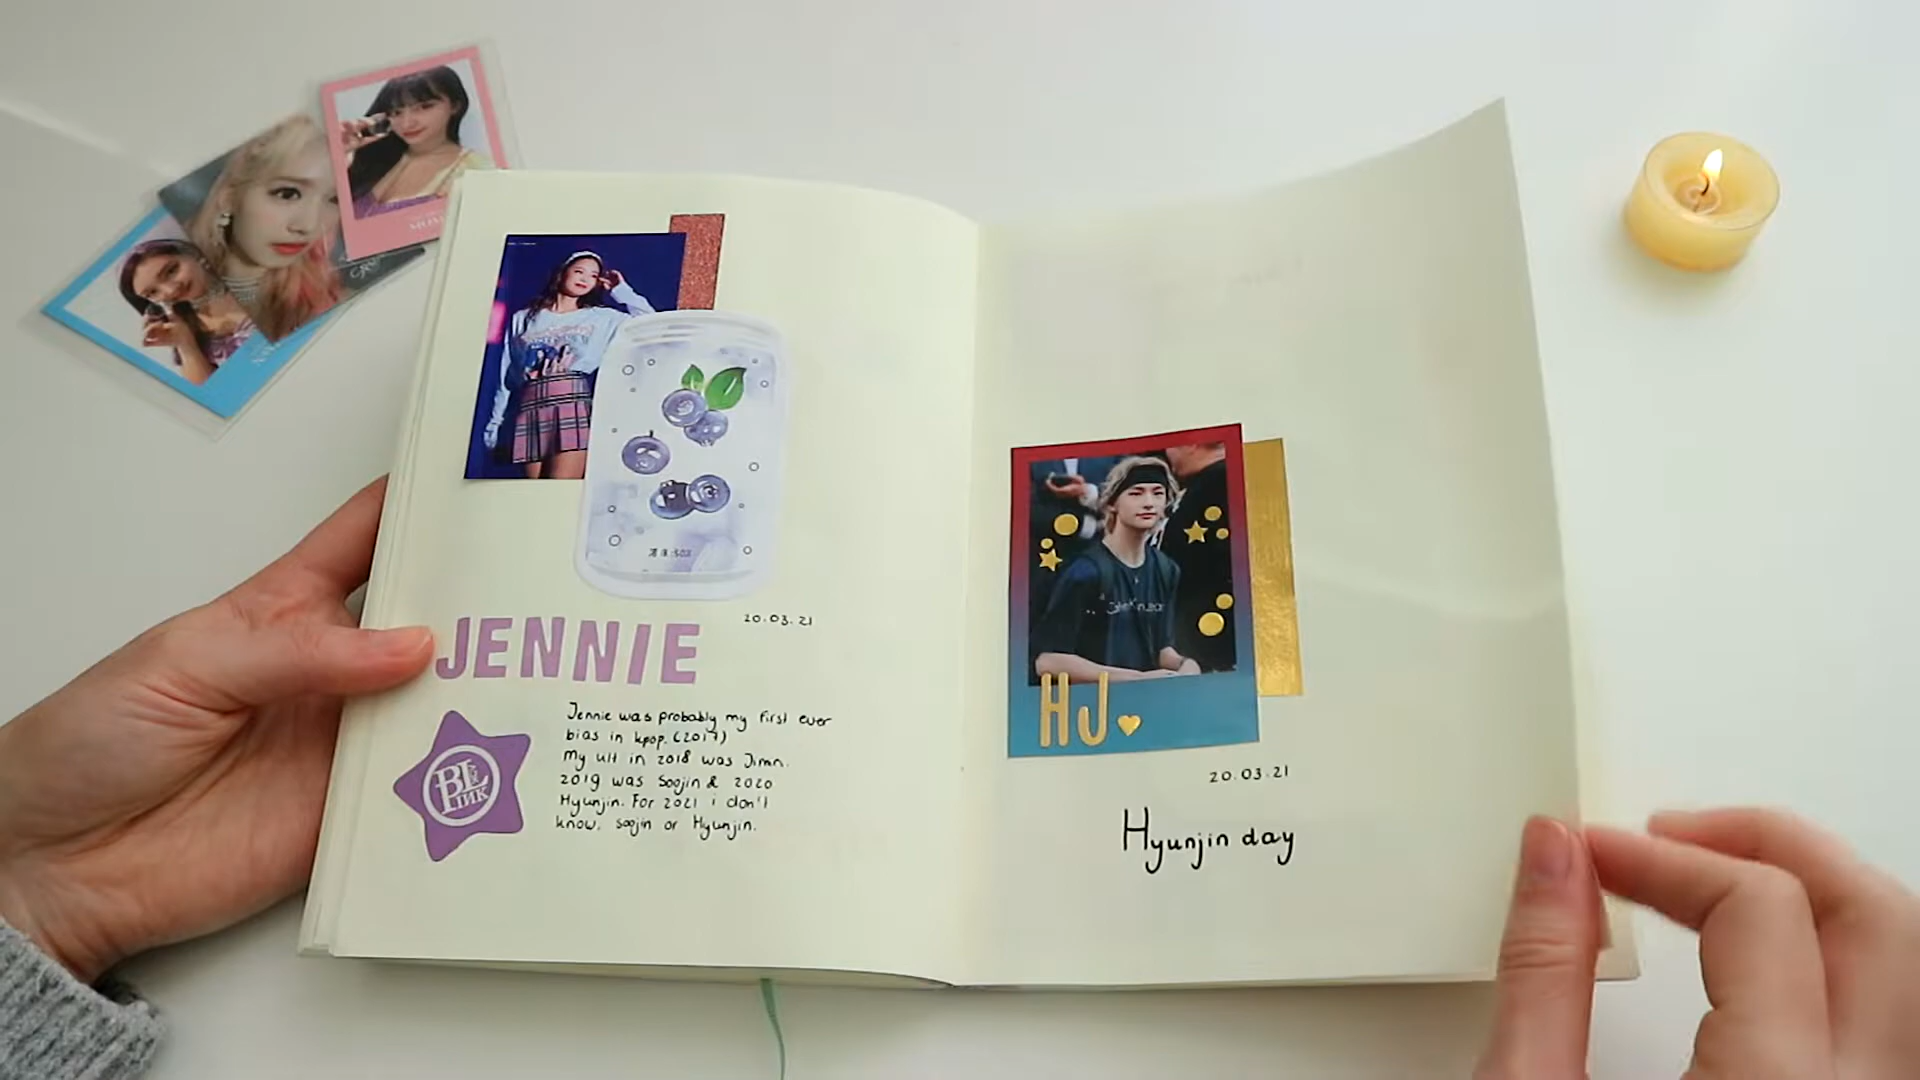 JENNIE
20.03.21
Jennie was probably my first ever
bias in kpop. (2017)
My ult in 2018 was Jimin.
2019 was Soojin & 2020
Hyunjin. For 2021 i don't
know, soojin or Hyunjin.
BL
INK
HJ
20.03.21
Hyunjin day